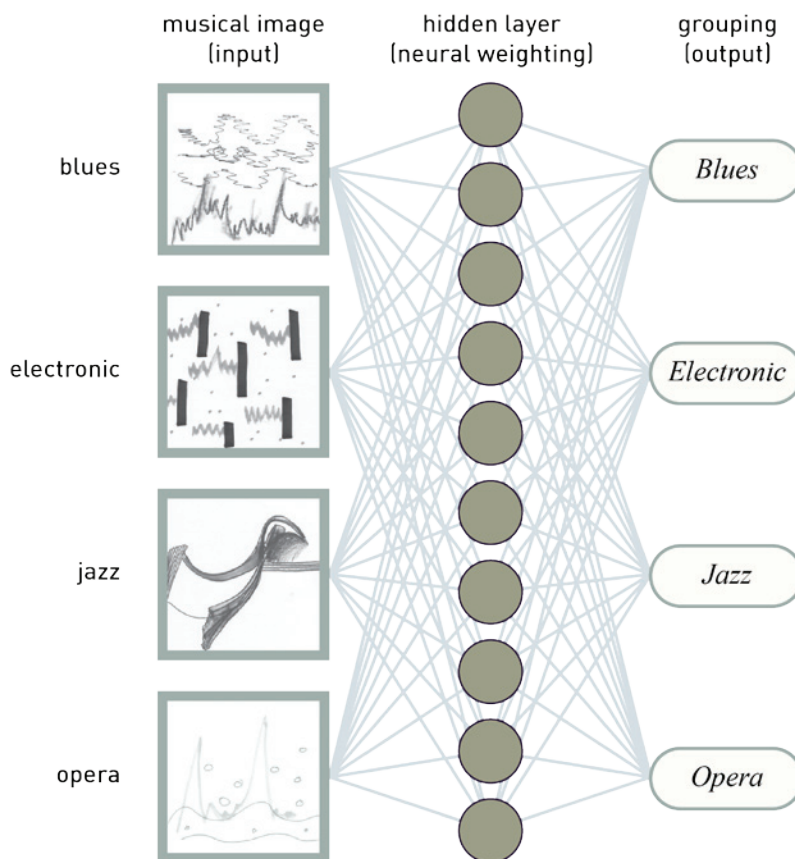 musical image
(input)
hidden layer
(neural weighting)
grouping
(output)
blues
Blues
electronic
Electronic
jazz
Jazz
opera
Opera